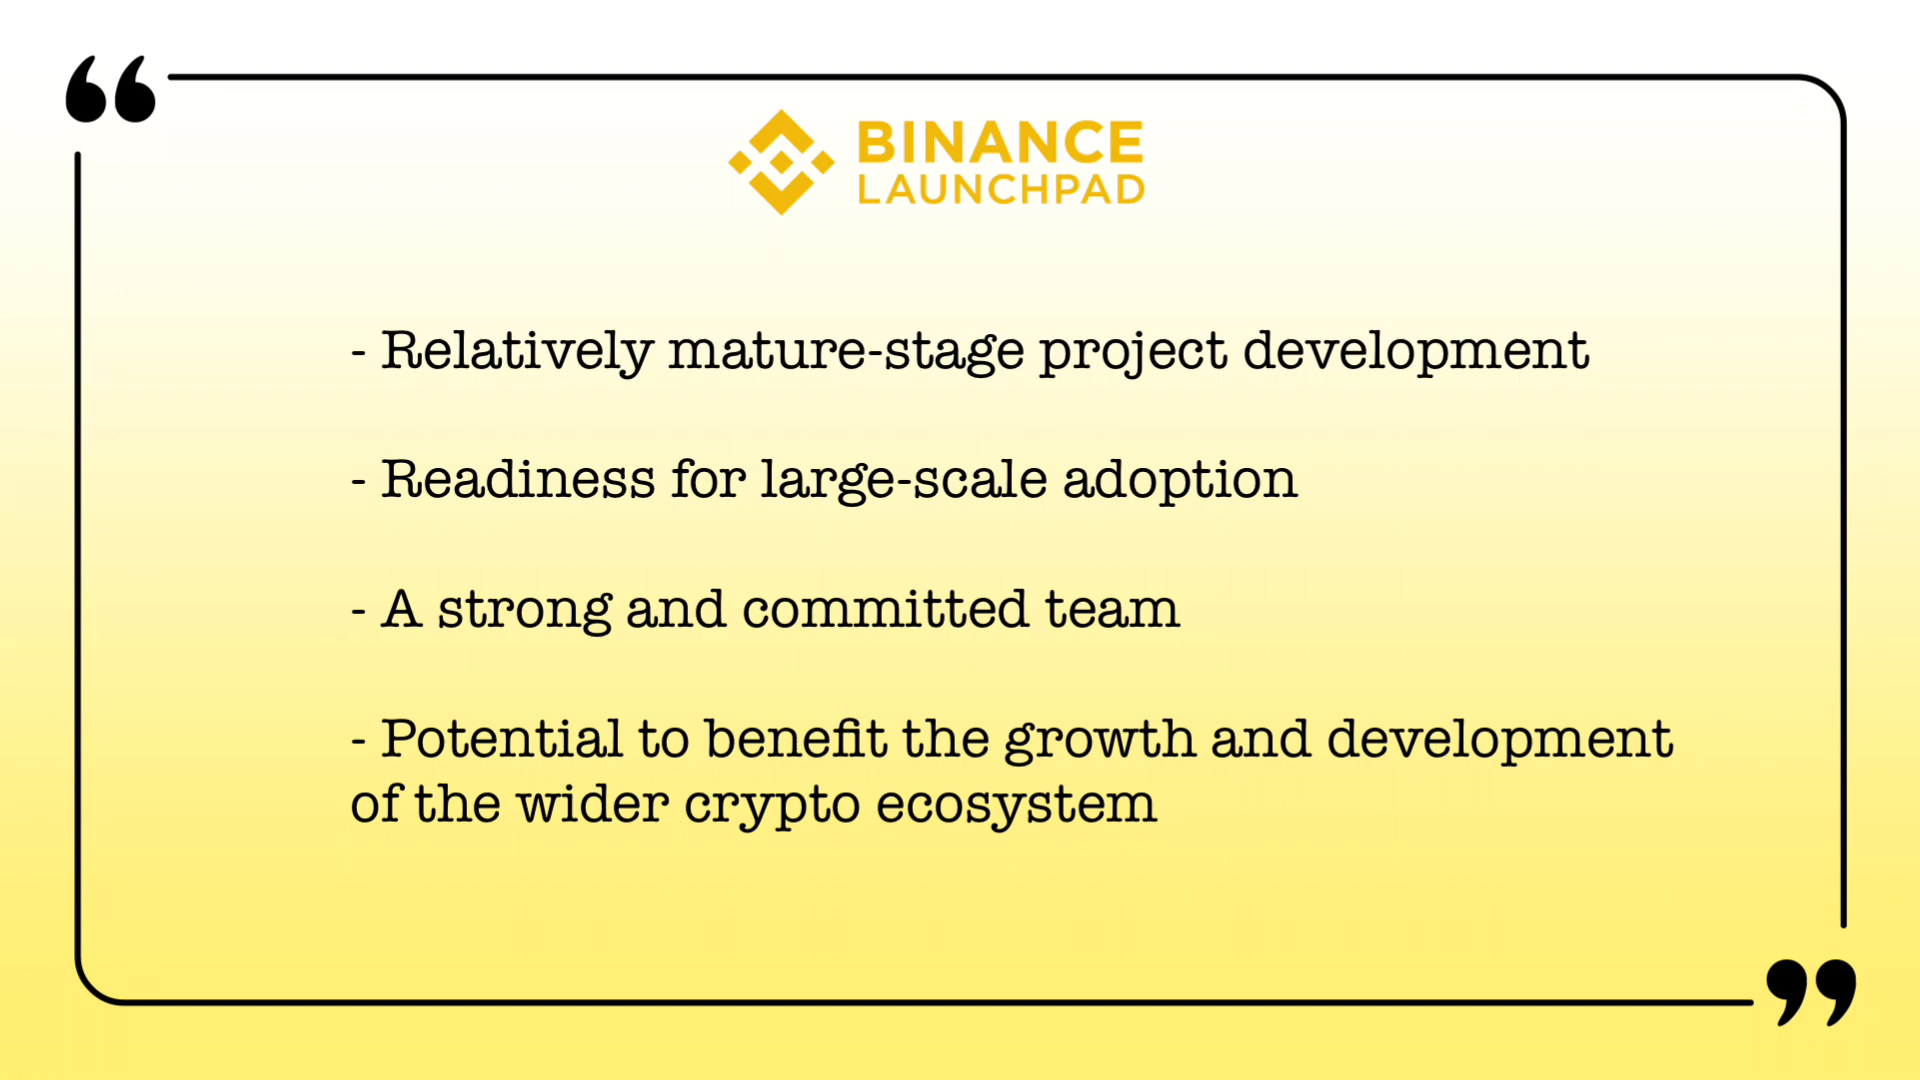 “
BINANCE
LAUNCHPAD
- Relatively mature-stage project development
- Readiness for large-scale adoption
- A strong and committed team
- Potential to benefit the growth and development
of the wider crypto ecosystem
”